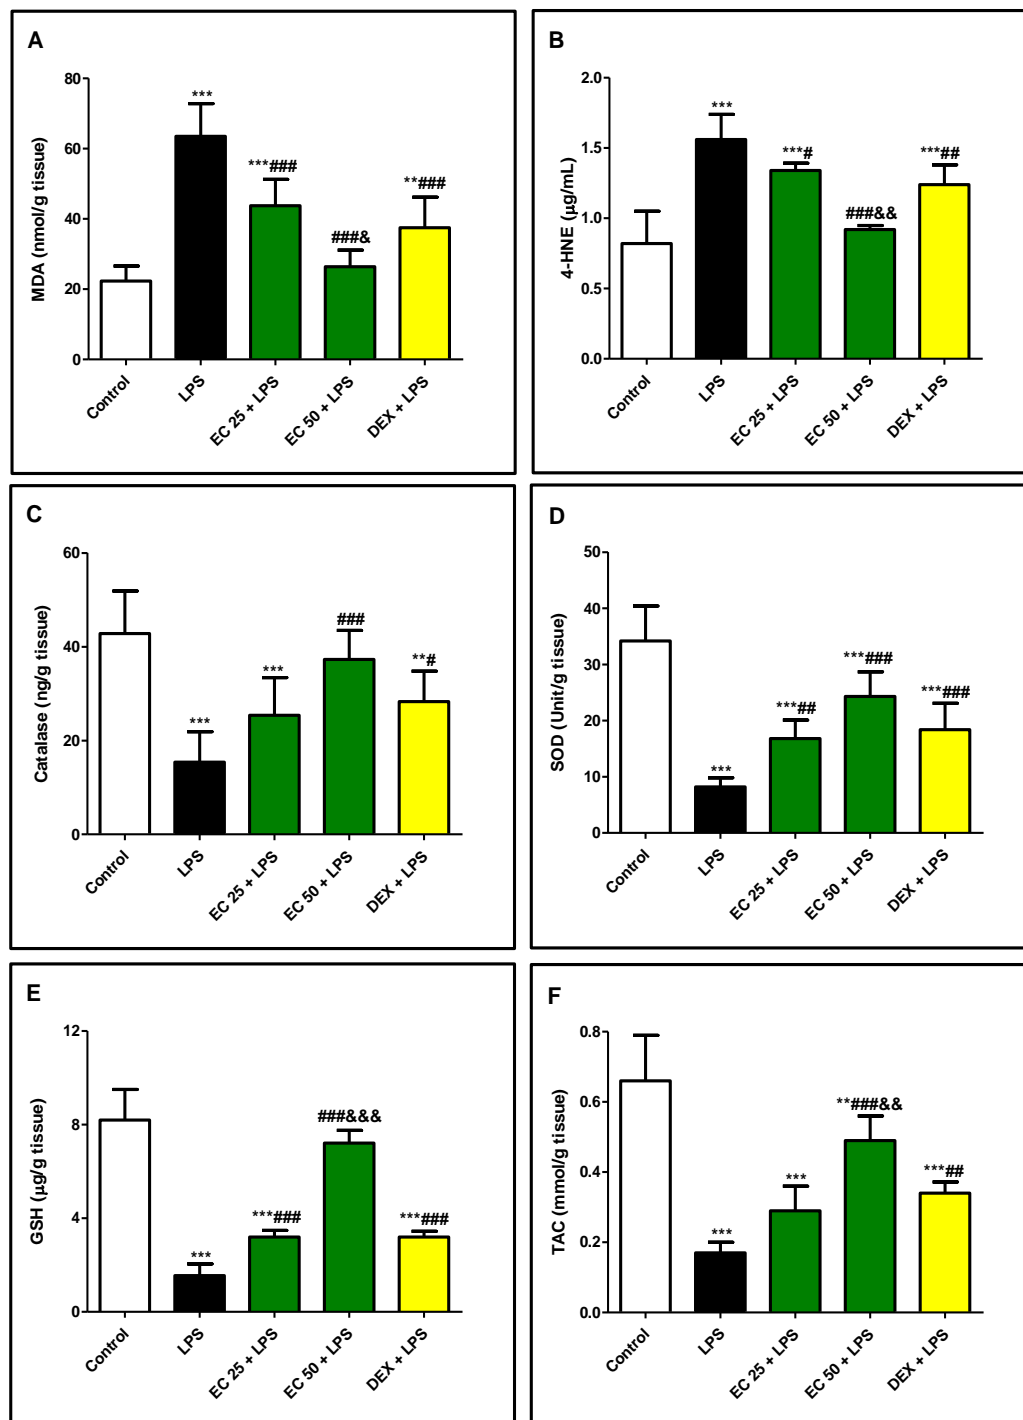 A
MDA (nmol/g tissue)
80
60
40
20
0
***
***###
###&
**###
Control
LPS
EC 25 + LPS
EC 50 + LPS
DEX + LPS
B
4-HNE (µg/mL)
2.0
1.5
1.0
0.5
0.0
***
***#
###&&
***##
Control
LPS
EC 25 + LPS
EC 50 + LPS
DEX + LPS
C
Catalase (ng/g tissue)
60
40
20
0
***
***
###
**#
Control
LPS
EC 25 + LPS
EC 50 + LPS
DEX + LPS
D
SOD (Unit/g tissue)
50
40
30
20
10
0
***
***##
***###
***###
Control
LPS
EC 25 + LPS
EC 50 + LPS
DEX + LPS
E
GSH (µg/g tissue)
12
8
4
0
***
***###
###&&&
***###
Control
LPS
EC 25 + LPS
EC 50 + LPS
DEX + LPS
F
TAC (mmol/g tissue)
0.8
0.6
0.4
0.2
0.0
***
***
**###&&
***##
Control
LPS
EC 25 + LPS
EC 50 + LPS
DEX + LPS